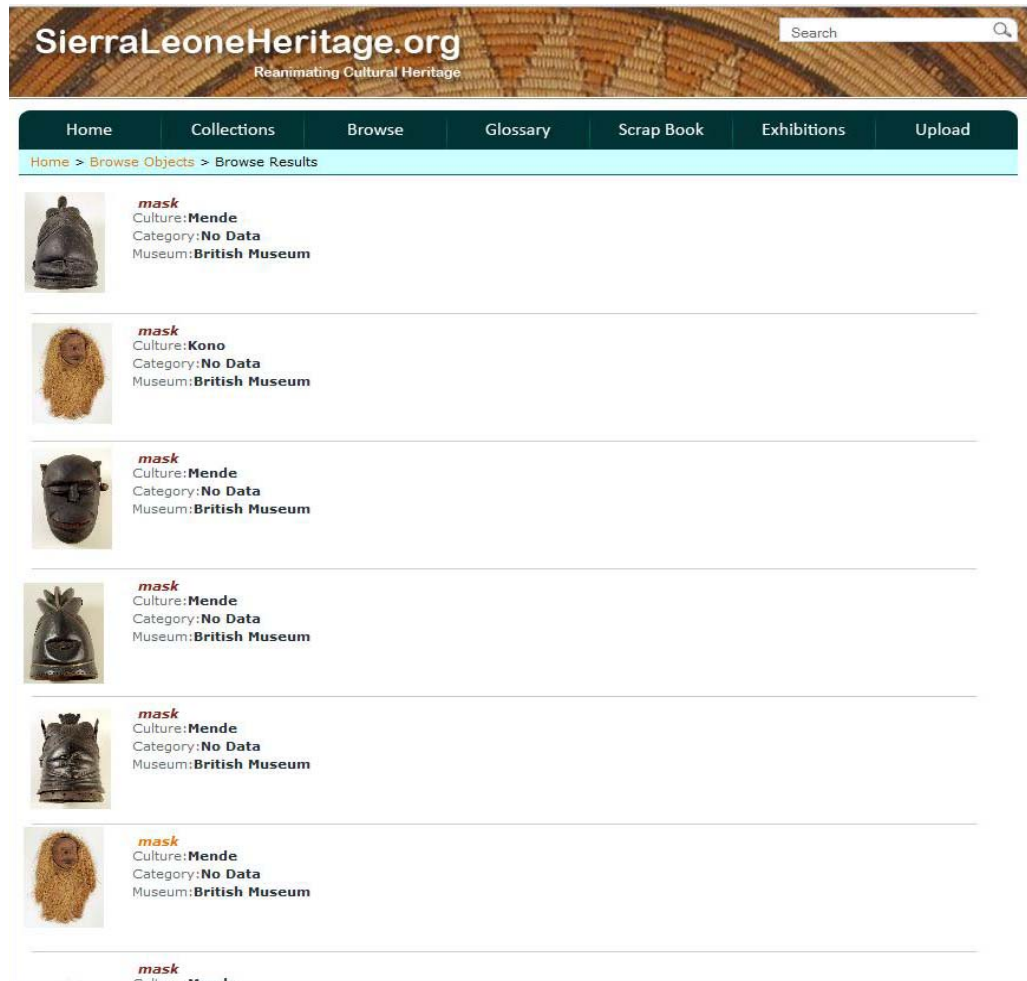 SierraLeoneHeritage.org
Reanimating Cultural Heritage
Search
Home Collections Browse Glossary Scrap Book Exhibitions Upload
Home > Browse Objects > Browse Results
mask
Culture:Mende
Category:No Data
Museum:British Museum
mask
Culture:Kono
Category:No Data
Museum:British Museum
mask
Culture:Mende
Category:No Data
Museum:British Museum
mask
Culture:Mende
Category:No Data
Museum:British Museum
mask
Culture:Mende
Category:No Data
Museum:British Museum
mask
Culture:Mende
Category:No Data
Museum:British Museum
mask